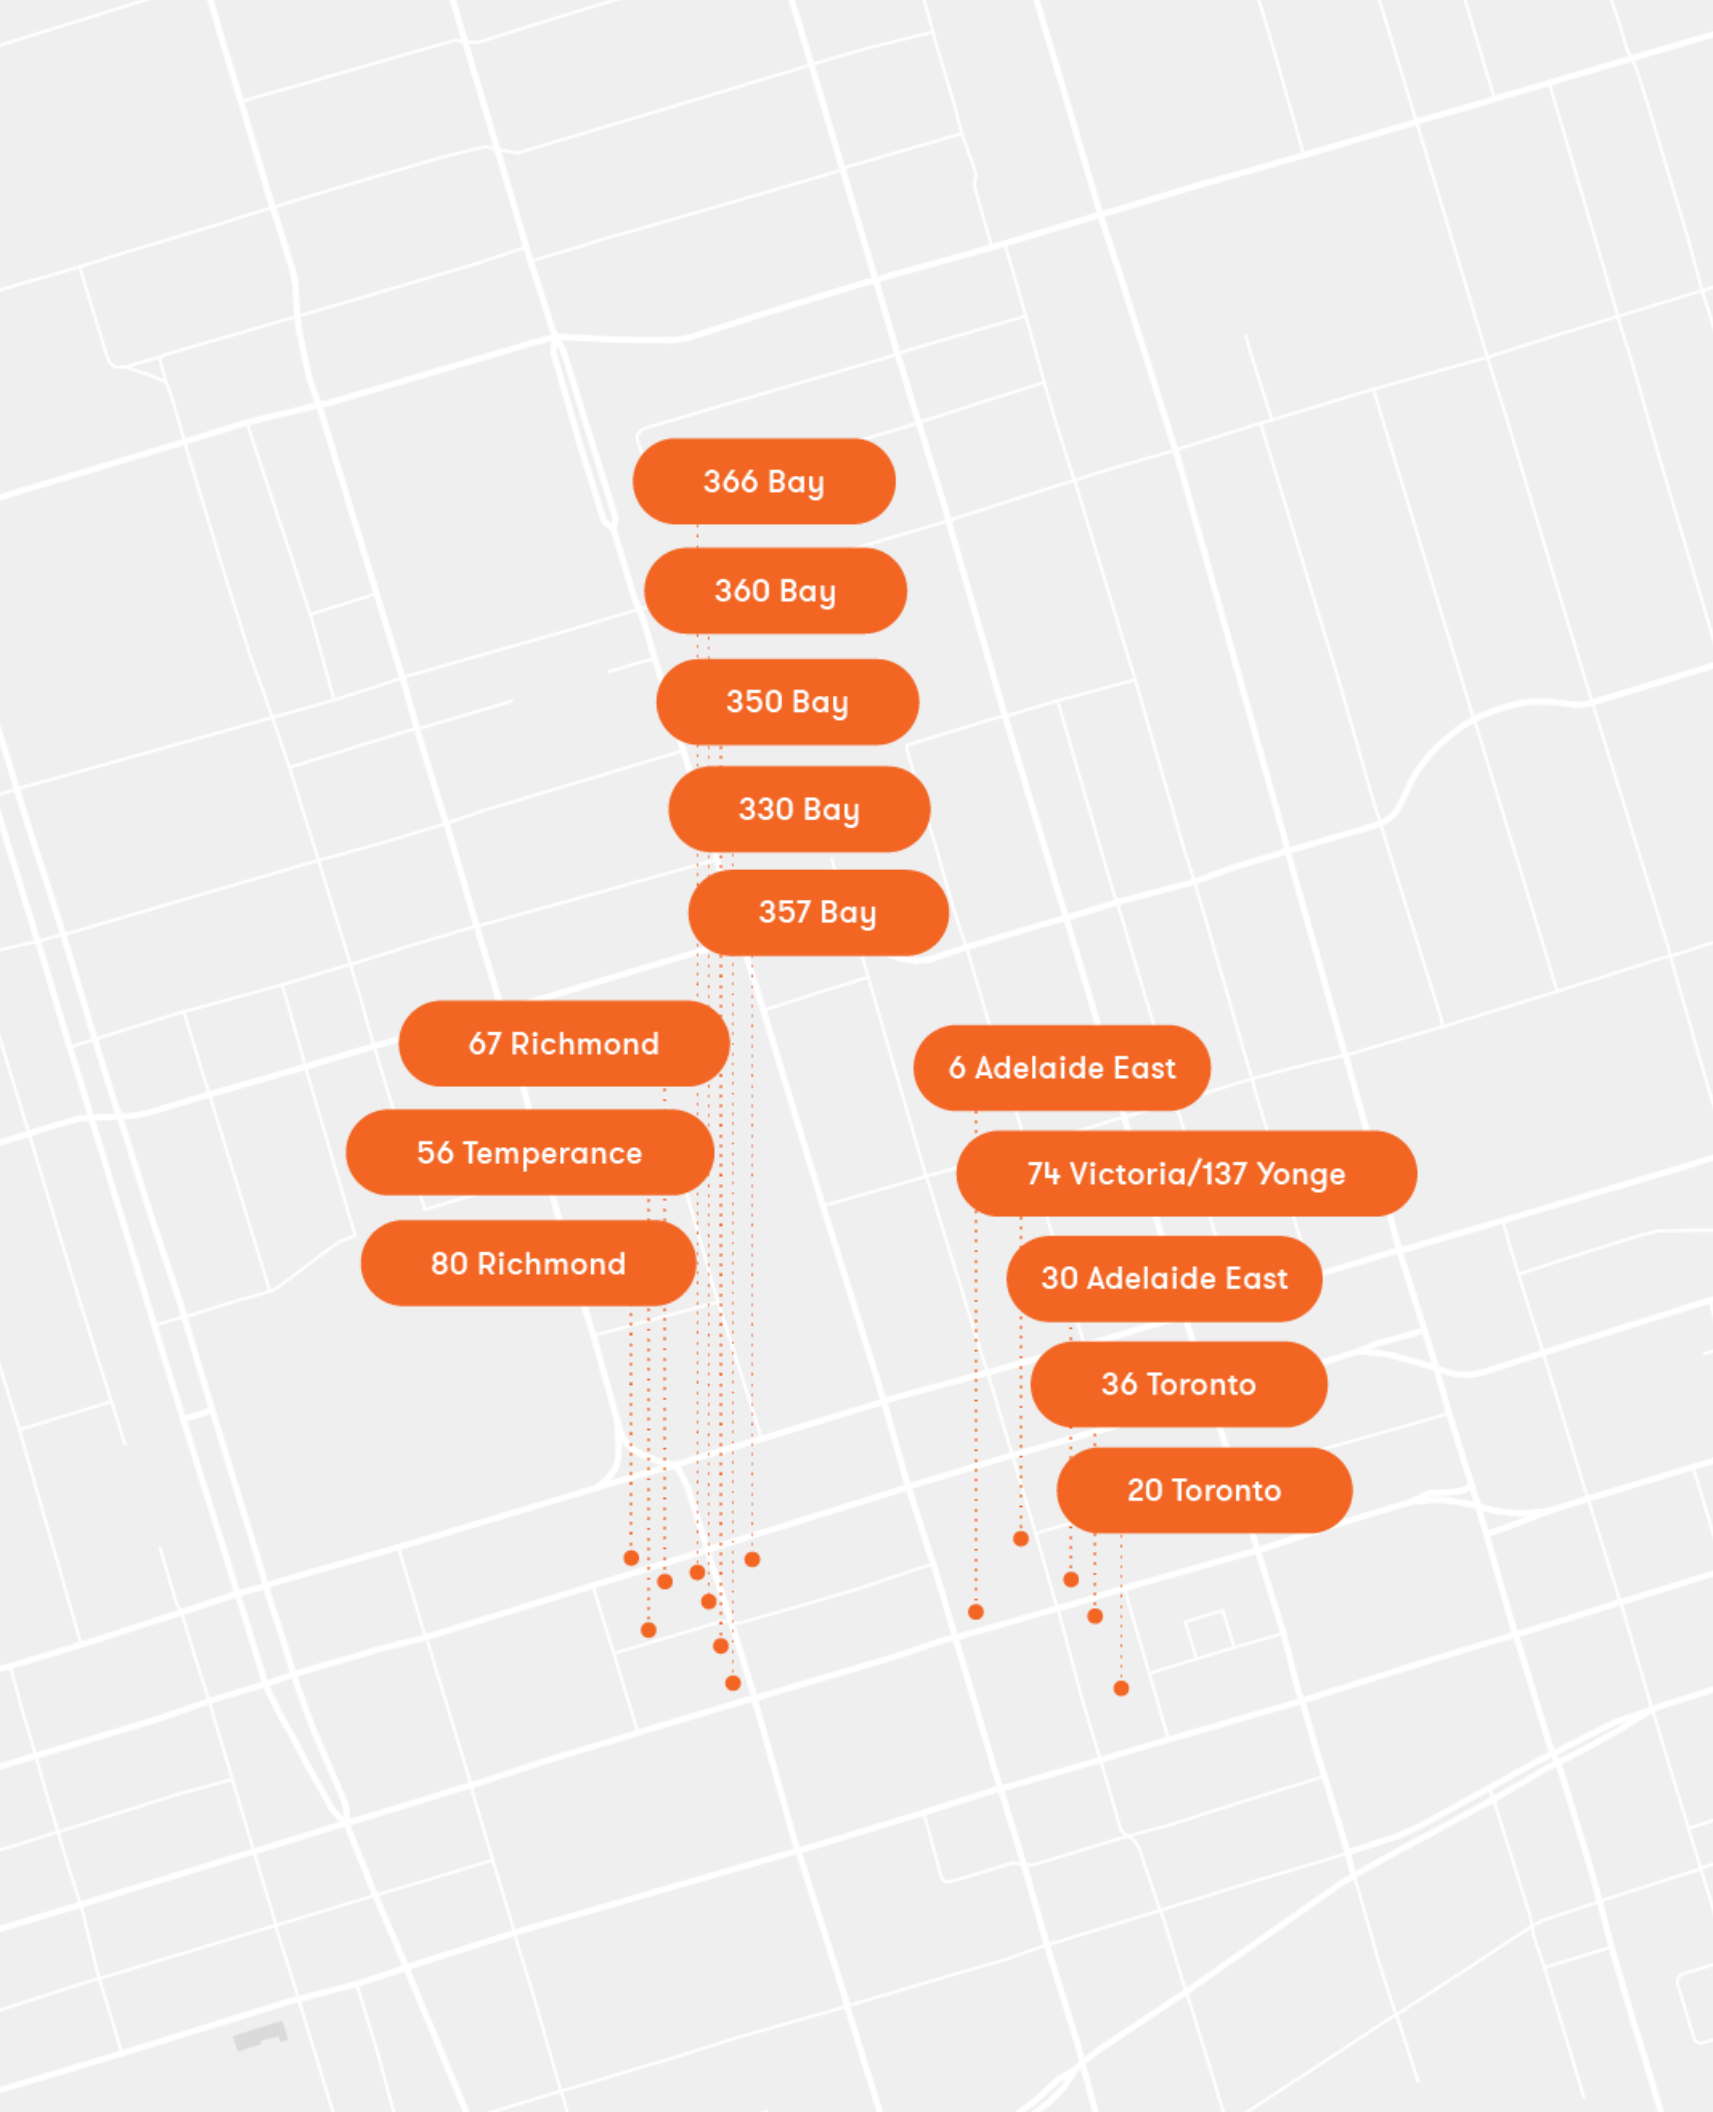 366 Bay
360 Bay
350 Bay
330 Bay
357 Bay
67 Richmond
56 Temperance
80 Richmond
6 Adelaide East
74 Victoria/137 Yonge
30 Adelaide East
36 Toronto
20 Toronto